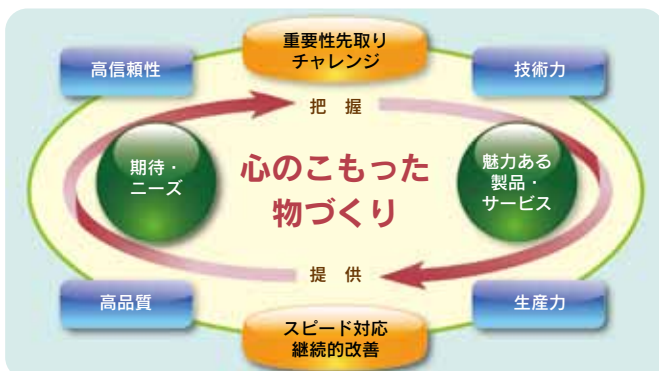 重要性先取り
チャレンジ
高信頼性
技術力
把 握
期待・
ニーズ
心のこもった
物づくり
魅力ある
製品・
サービス
提 供
高品質
生産力
スピード対応
継続的改善